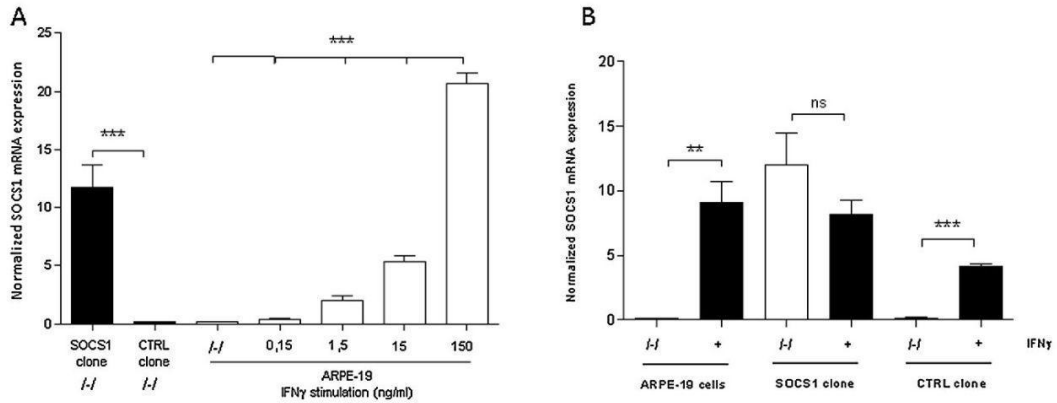 A
Normalized SOCS1 mRNA expression
25
20
15
10
5
0
***
***
SOCS1 clone
/-/
CTRL clone
/-/
/-/ 0,15 1,5 15 150
ARPE-19
IFNγ stimulation (ng/ml)
B
Normalized SOCS1 mRNA expression
20
15
10
5
0
**
ns
***
/-/ + /-/ + /-/ + IFNγ
ARPE-19 cells SOCS1 clone CTRL clone